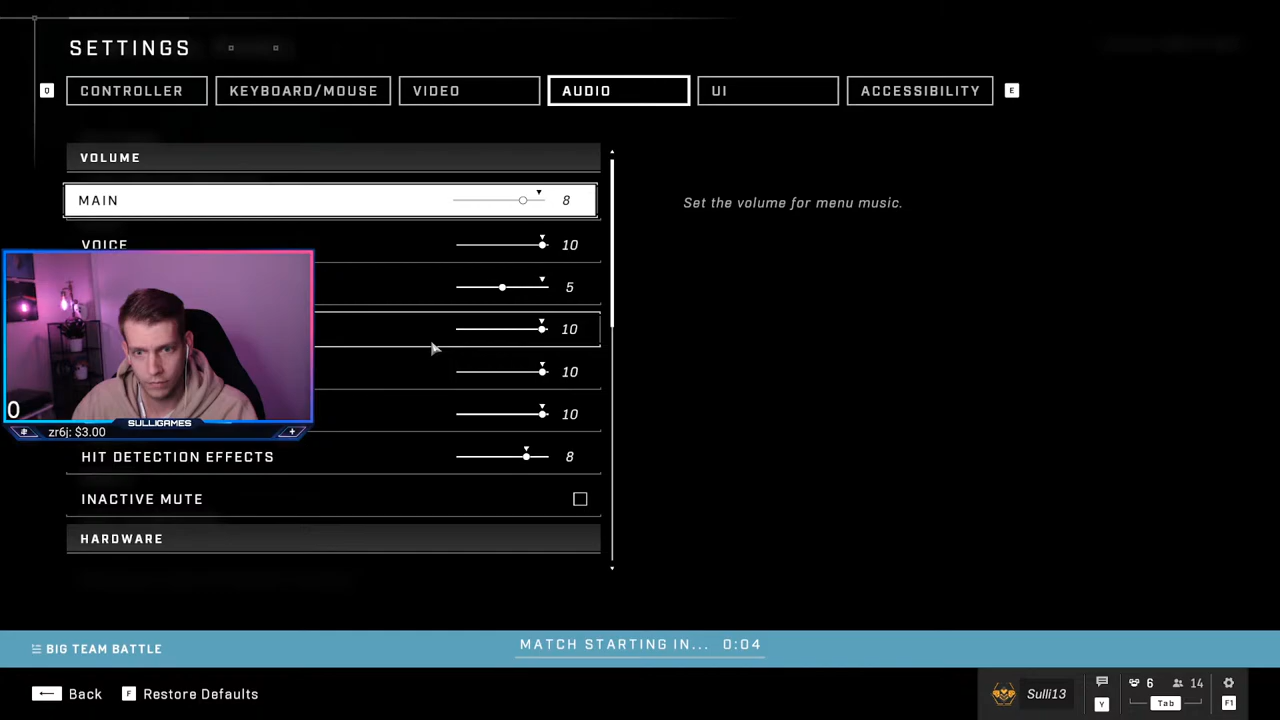 SETTINGS
Q CONTROLLER KEYBOARD/MOUSE VIDEO AUDIO UI ACCESSIBILITY E
VOLUME
MAIN 8
Set the volume for menu music.
VOICE 10
5
10
10
10
0
SULLIGAMES
zr6j: $3.00
HIT DETECTION EFFECTS 8
INACTIVE MUTE
HARDWARE
BIG TEAM BATTLE
MATCH STARTING IN... 0:04
Back F Restore Defaults
Sulli13 Y 6 14 Tab F1